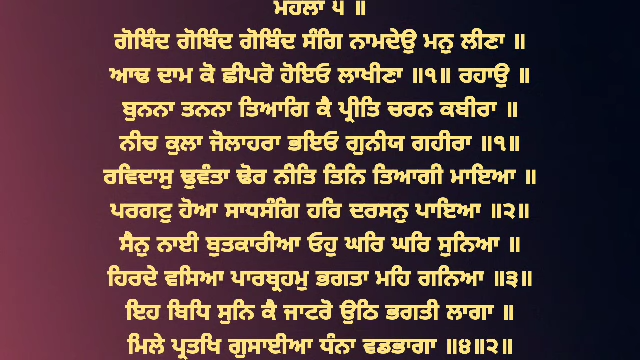 ਮਹਲਾ ੫ ॥
ਗੋਬਿੰਦ ਗੋਬਿੰਦ ਗੋਬਿੰਦ ਸੰਗਿ ਨਾਮਦੇਉ ਮਨੁ ਲੀਣਾ ॥
ਆਢ ਦਾਮ ਕੋ ਛੀਪਰੋ ਹੋਇਓ ਲਾਖੀਣਾ ॥੧॥ ਰਹਾਉ ॥
ਬੁਨਨਾ ਤਨਨਾ ਤਿਆਗਿ ਕੈ ਪ੍ਰੀਤਿ ਚਰਨ ਕਬੀਰਾ ॥
ਨੀਚ ਕੁਲਾ ਜੋਲਾਹਰਾ ਭਇਓ ਗੁਨੀਯ ਗਹੀਰਾ ॥੧॥
ਰਵਿਦਾਸੁ ਢੁਵੰਤਾ ਢੋਰ ਨੀਤਿ ਤਿਨਿ ਤਿਆਗੀ ਮਾਇਆ ॥
ਪਰਗਟੁ ਹੋਆ ਸਾਧਸੰਗਿ ਹਰਿ ਦਰਸਨੁ ਪਾਇਆ ॥੨॥
ਸੈਨੁ ਨਾਈ ਬੁਤਕਾਰੀਆ ਓਹੁ ਘਰਿ ਘਰਿ ਸੁਨਿਆ ॥
ਹਿਰਦੇ ਵਸਿਆ ਪਾਰਬ੍ਰਹਮੁ ਭਗਤਾ ਮਹਿ ਗਨਿਆ ॥੩॥
ਇਹ ਬਿਧਿ ਸੁਨਿ ਕੈ ਜਾਟਰੋ ਉਠਿ ਭਗਤੀ ਲਾਗਾ ॥
ਮਿਲੇ ਪ੍ਰਤਖਿ ਗੁਸਾਈਆ ਧੰਨਾ ਵਡਭਾਗਾ ॥੪॥੨॥